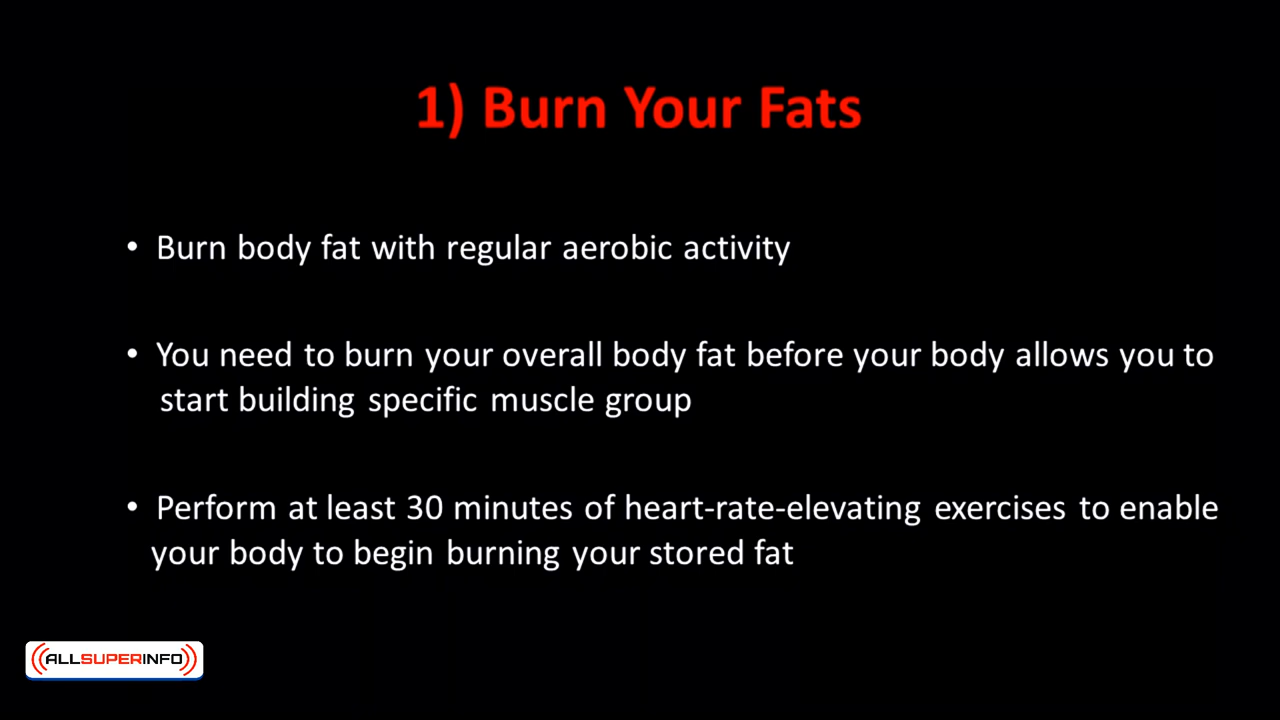 1) Burn Your Fats
• Burn body fat with regular aerobic activity
• You need to burn your overall body fat before your body allows you to
start building specific muscle group
• Perform at least 30 minutes of heart-rate-elevating exercises to enable
your body to begin burning your stored fat
ALLSUPERINFO